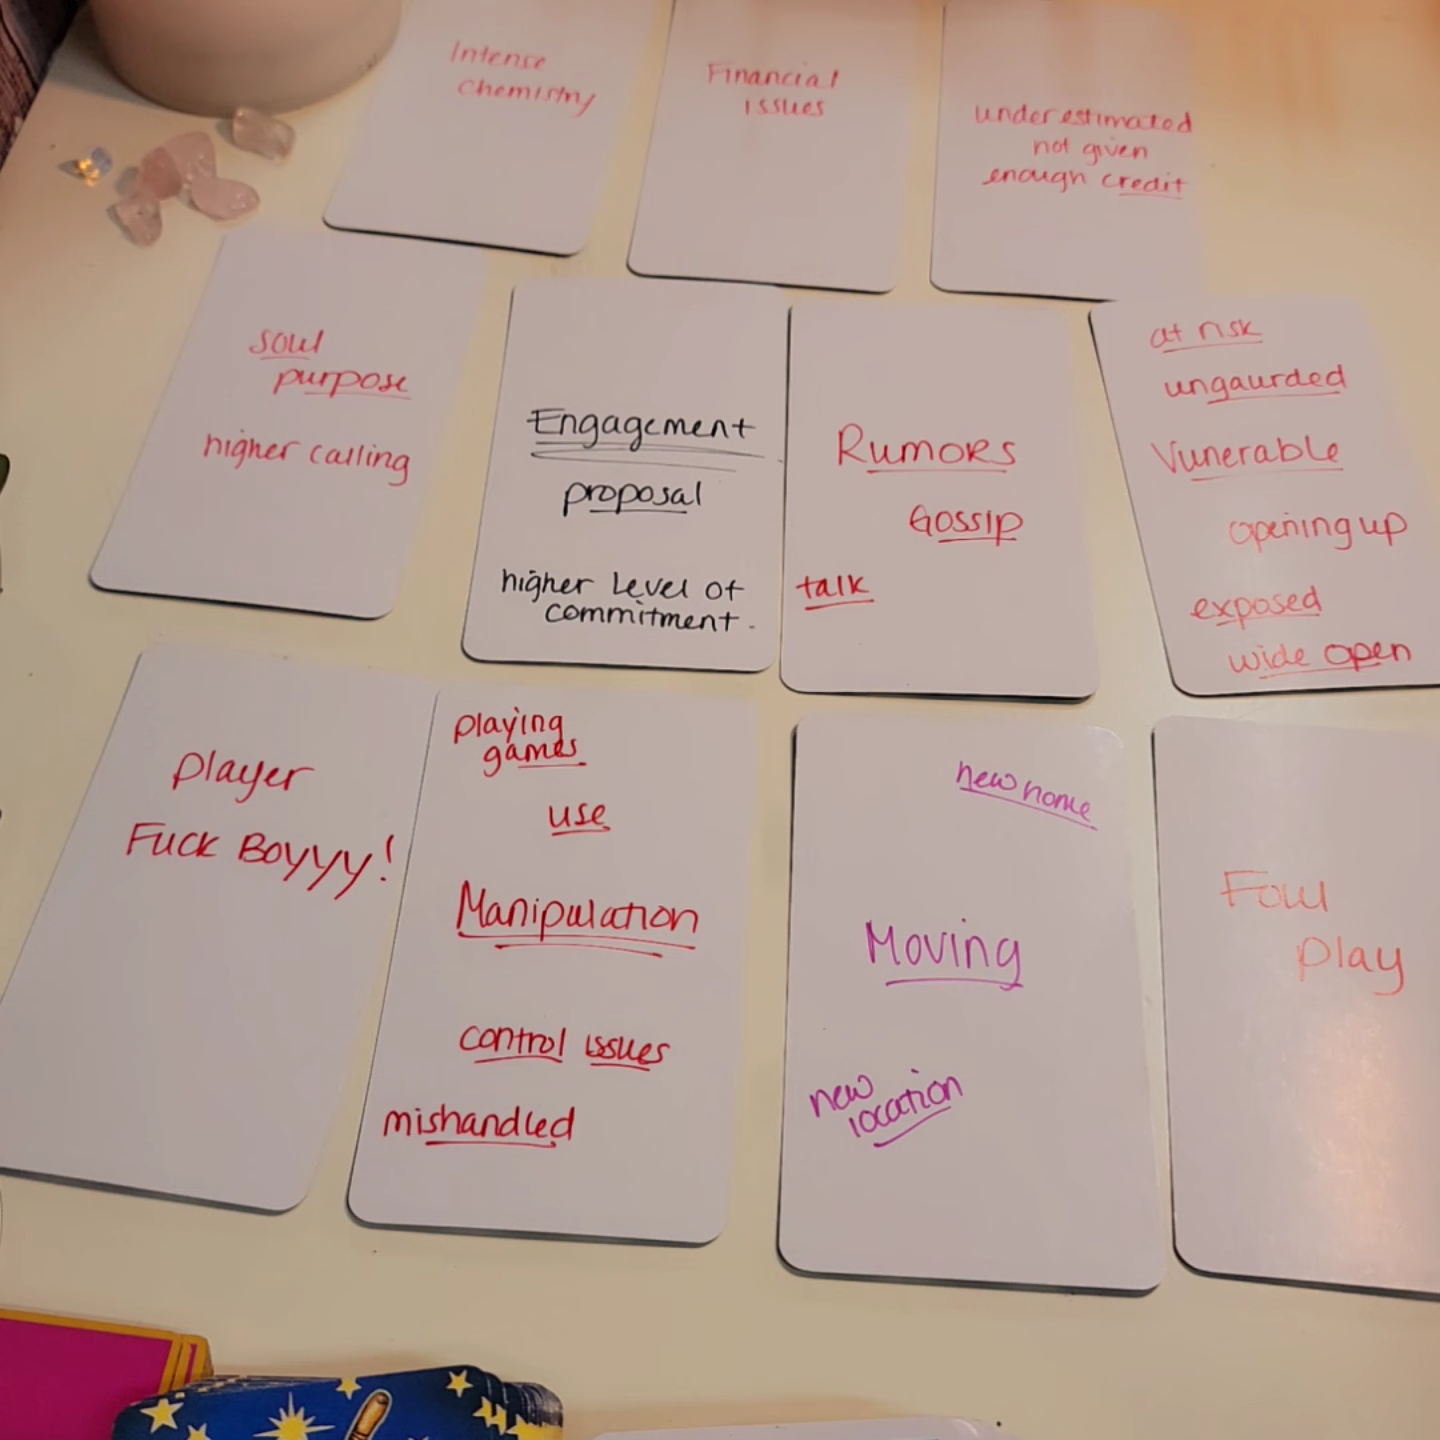 Intense
Chemistry
Financial
issues
underestimated
not given
enough credit
soul
purpose
higher calling
Engagement
proposal
higher level of
commitment.
Rumors
Gossip
talk
at risk
ungaurded
Vunerable
opening up
exposed
wide open
player
Fuck Boyyy!
playing
games
use
Manipulation
control issues
mishandled
new home
Moving
new
location
Foul
play